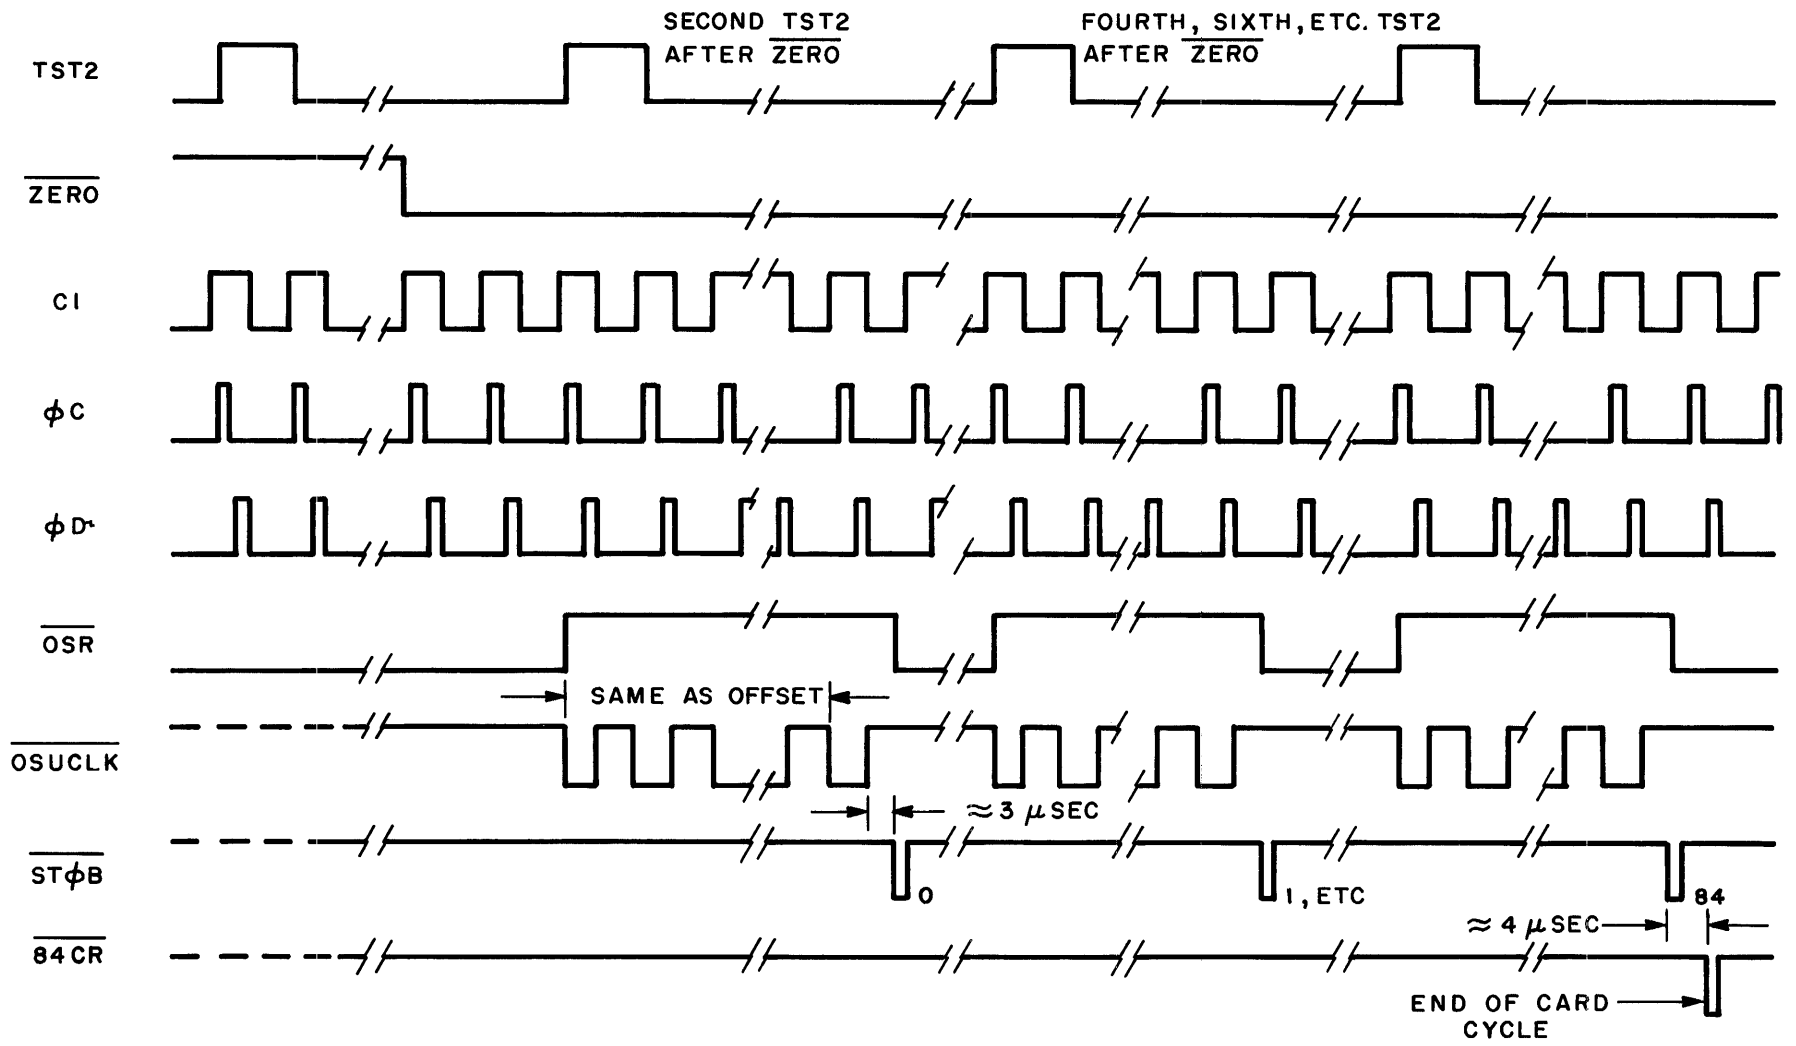 SECOND TST2
AFTER ZERO
FOURTH, SIXTH, ETC. TST2
AFTER ZERO
TST2
ZERO
C1
ϕC
ϕD
OSR
SAME AS OFFSET
OSUCLK
≈3 μSEC
STϕB
0
1, ETC
84
≈4 μSEC
84CR
END OF CARD
CYCLE